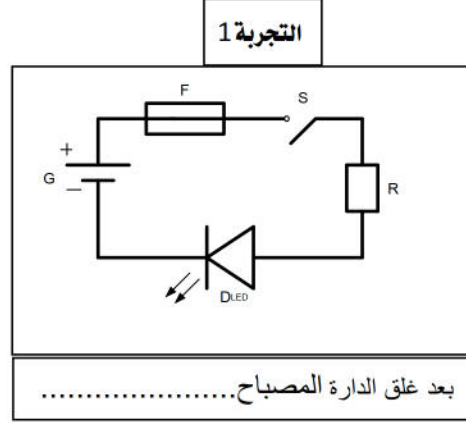 التجربة1
F
S
+
G
−
R
DLED
بعد غلق الدارة المصباح......................